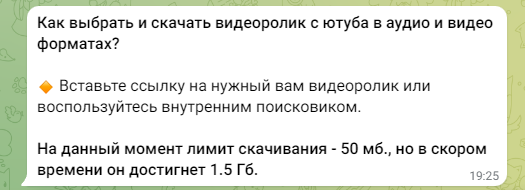 Как выбрать и скачать видеоролик с ютуба в аудио и видео
форматах?
🔸 Вставьте ссылку на нужный вам видеоролик или
воспользуйтесь внутренним поисковиком.
На данный момент лимит скачивания - 50 мб., но в скором
времени он достигнет 1.5 Гб.
19:25